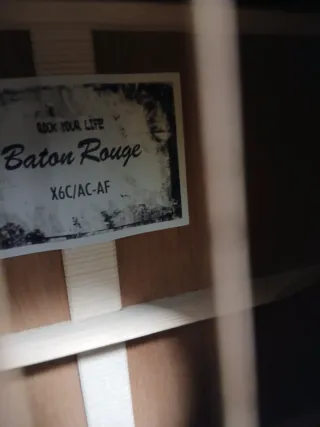 ROCK YOUR LIFE
Baton Rouge
X6C/AC-AF